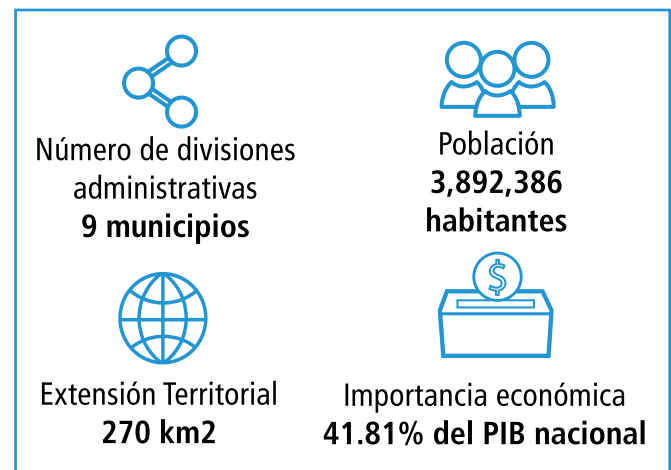 Número de divisiones
administrativas
9 municipios
Población
3,892,386
habitantes
$
Extensión Territorial
270 km2
Importancia económica
41.81% del PIB nacional